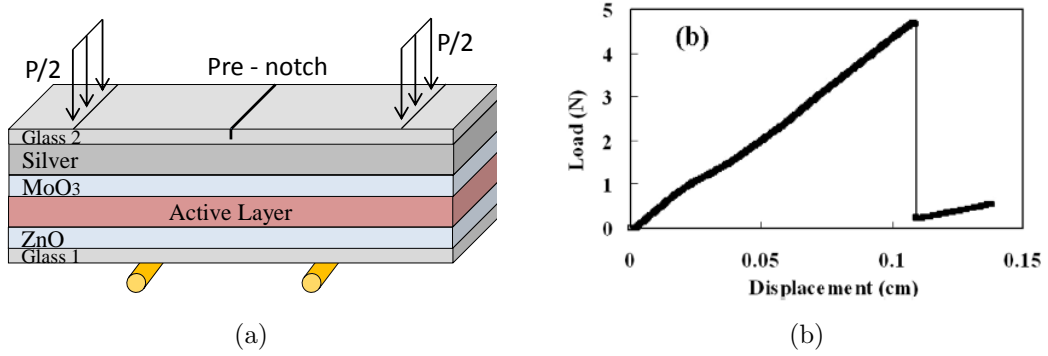 P/2
P/2
Pre - notch
Glass 2
Silver
MoO3
Active Layer
ZnO
Glass 1
(a)
(b)
Load (N)
5
4
3
2
1
0
0
0.05
0.1
0.15
Displacement (cm)
(b)